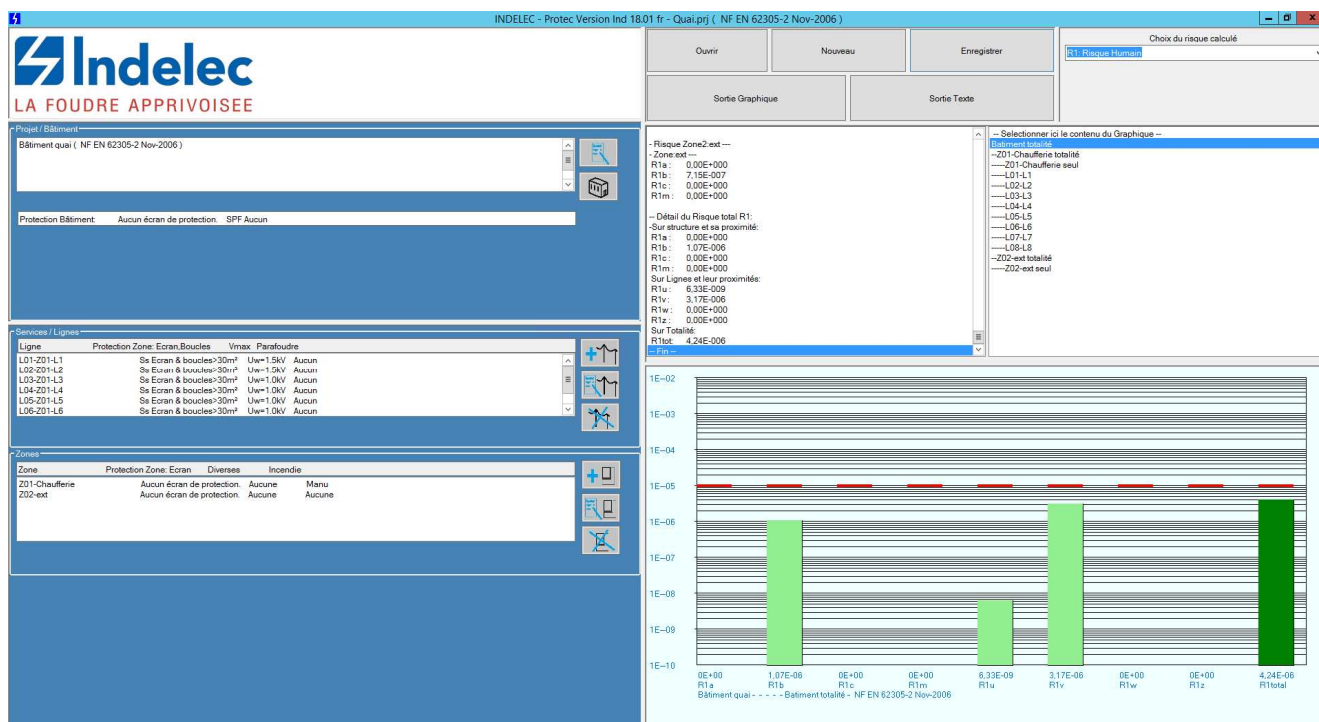 INDELEC - Protec Version Ind 18.01 fr - Quai.prj ( NF EN 62305-2 Nov-2006 )
Indelec
LA FOUDRE APPRIVOISEE
Ouvrir
Nouveau
Enregistrer
Sortie Graphique
Sortie Texte
Choix du risque calculé
R1: Risque Humain
Projet / Bâtiment
Bâtiment quai ( NF EN 62305-2 Nov-2006 )
Protection Bâtiment: Aucun écran de protection. SPF Aucun
Services / Lignes
Ligne Protection Zone: Ecran,Boucles Vmax Parafoudre
L01-Z01-L1 Ss Ecran & boucles>30m² Uw=1.5kV Aucun
L02-Z01-L2 Ss Ecran & boucles>30m² Uw=1.5kV Aucun
L03-Z01-L3 Ss Ecran & boucles>30m² Uw=1.0kV Aucun
L04-Z01-L4 Ss Ecran & boucles>30m² Uw=1.0kV Aucun
L05-Z01-L5 Ss Ecran & boucles>30m² Uw=1.0kV Aucun
L06-Z01-L6 Ss Ecran & boucles>30m² Uw=1.0kV Aucun
Zones
Zone Protection Zone: Ecran Diverses Incendie
Z01-Chaufferie Aucun écran de protection. Aucune Manu
Z02-ext Aucun écran de protection. Aucune Aucune
- Risque Zone2:ext ---
- Zone:ext ---
R1a : 0,00E+000
R1b : 7,15E-007
R1c : 0,00E+000
R1m : 0,00E+000
-- Détail du Risque total R1:
-Sur structure et sa proximité:
R1a : 0,00E+000
R1b : 1,07E-006
R1c : 0,00E+000
R1m : 0,00E+000
Sur Lignes et leur proximités:
R1u : 6,33E-009
R1v : 3,17E-006
R1w : 0,00E+000
R1z : 0,00E+000
Sur Totalité:
R1tot: 4,24E-006
-- Fin --
-- Selectionner ici le contenu du Graphique --
Batiment totalité
--Z01-Chaufferie totalité
-----Z01-Chaufferie seul
-----L01-L1
-----L02-L2
-----L03-L3
-----L04-L4
-----L05-L5
-----L06-L6
-----L07-L7
-----L08-L8
--Z02-ext totalité
-----Z02-ext seul
1E-02
1E-03
1E-04
1E-05
1E-06
1E-07
1E-08
1E-09
1E-10
0E+00 1,07E-06 0E+00 0E+00 6,33E-09 3,17E-06 0E+00 0E+00 4,24E-06
R1a R1b R1c R1m R1u R1v R1w R1z R1total
Bâtiment quai - - - - - Batiment totalité - NF EN 62305-2 Nov-2006